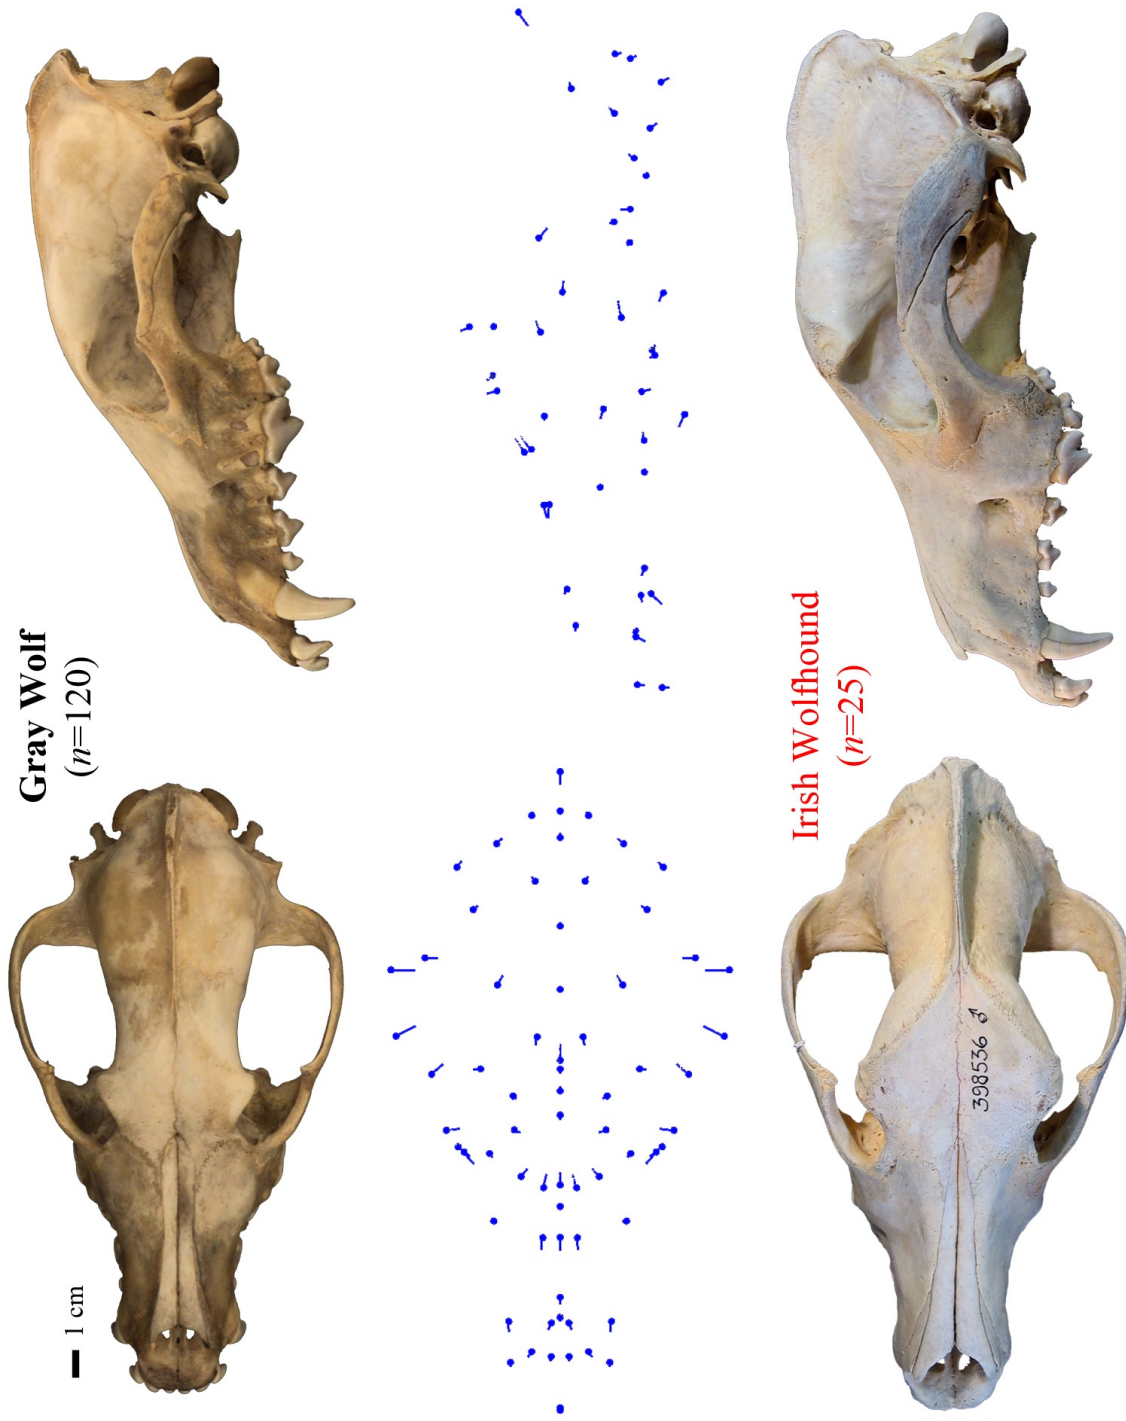 Gray Wolf
(n=120)
1 cm
Irish Wolfhound
(n=25)
398536 ♂